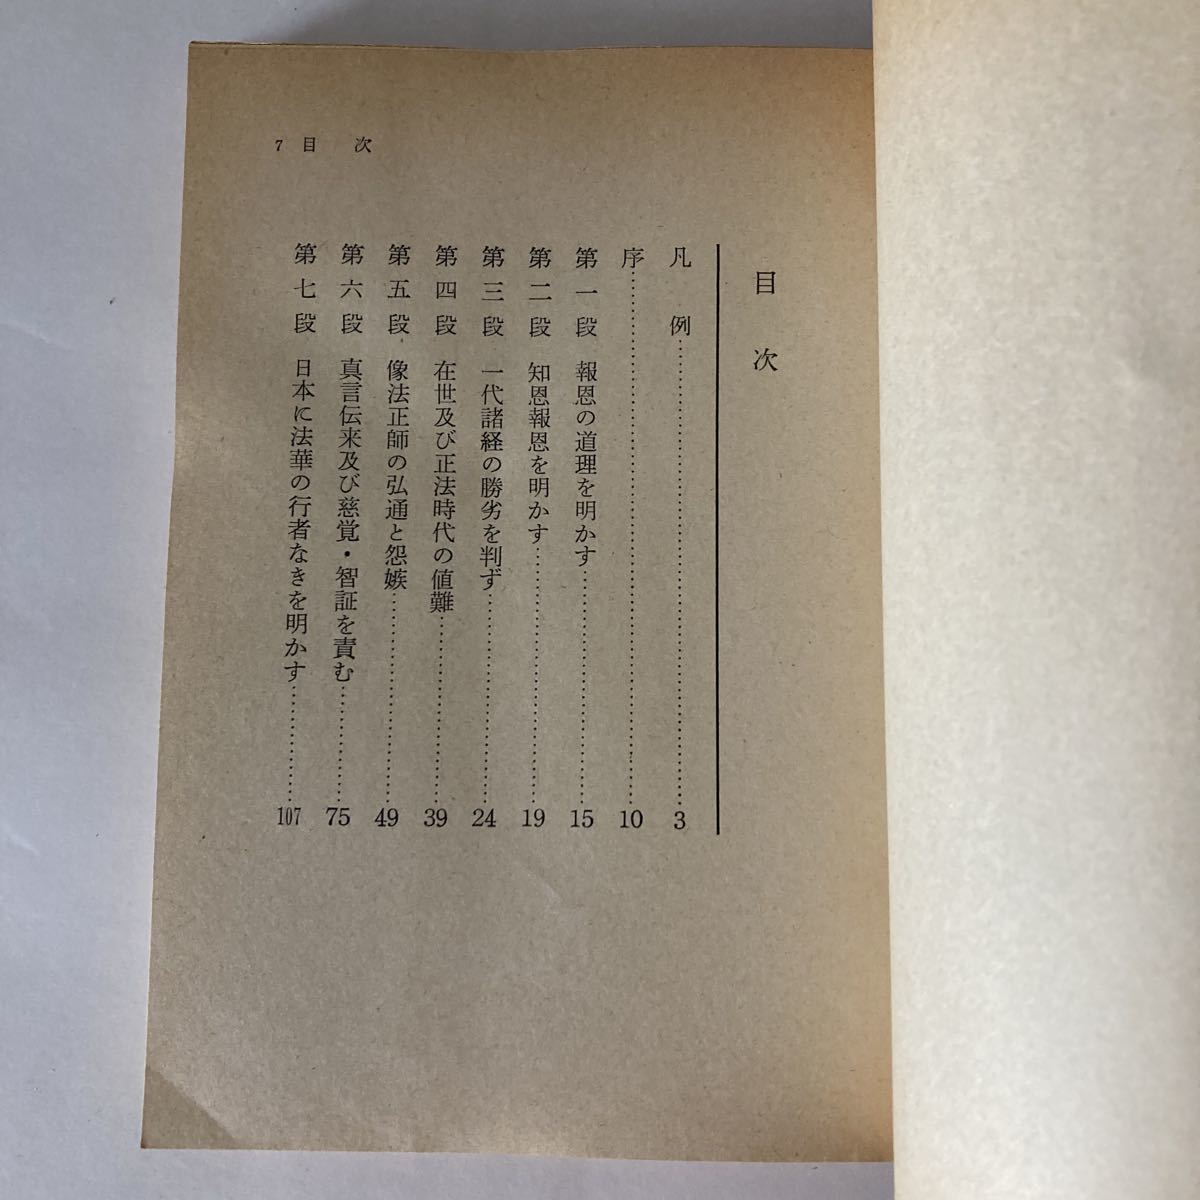 7 目 次
目次
凡例……3
序……10
第一段 報恩の道理を明かす……15
第二段 知恩報恩を明かす……19
第三段 一代諸経の勝劣を判ず……24
第四段 在世及び正法時代の値難……39
第五段 像法正師の弘通と怨嫉……49
第六段 真言伝来及び慈覚・智証を責む……75
第七段 日本に法華の行者なきを明かす……107